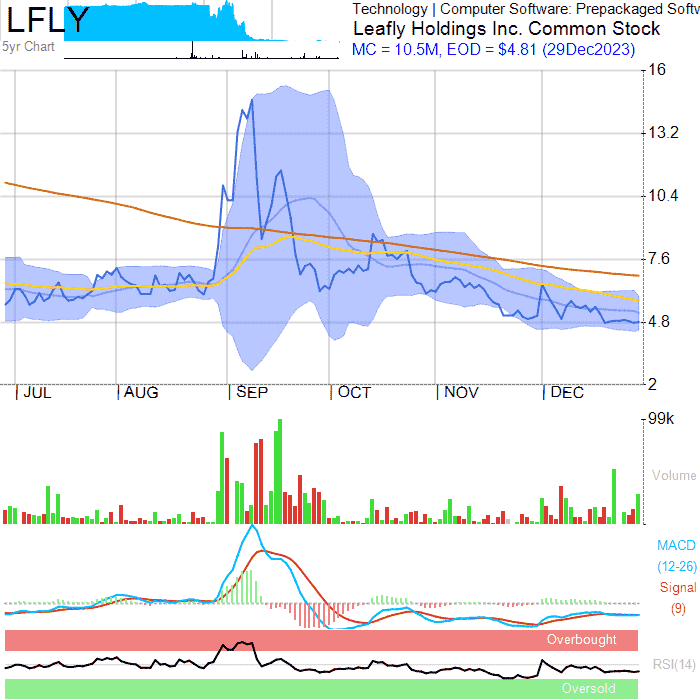 LFLY
5yr Chart
Technology | Computer Software: Prepackaged Softw
Leafly Holdings Inc. Common Stock
MC = 10.5M, EOD = $4.81 (29Dec2023)
16
13.2
10.4
7.6
4.8
2
JUL
AUG
SEP
OCT
NOV
DEC
99k
Volume
MACD
(12-26)
Signal
(9)
Overbought
RSI(14)
Oversold